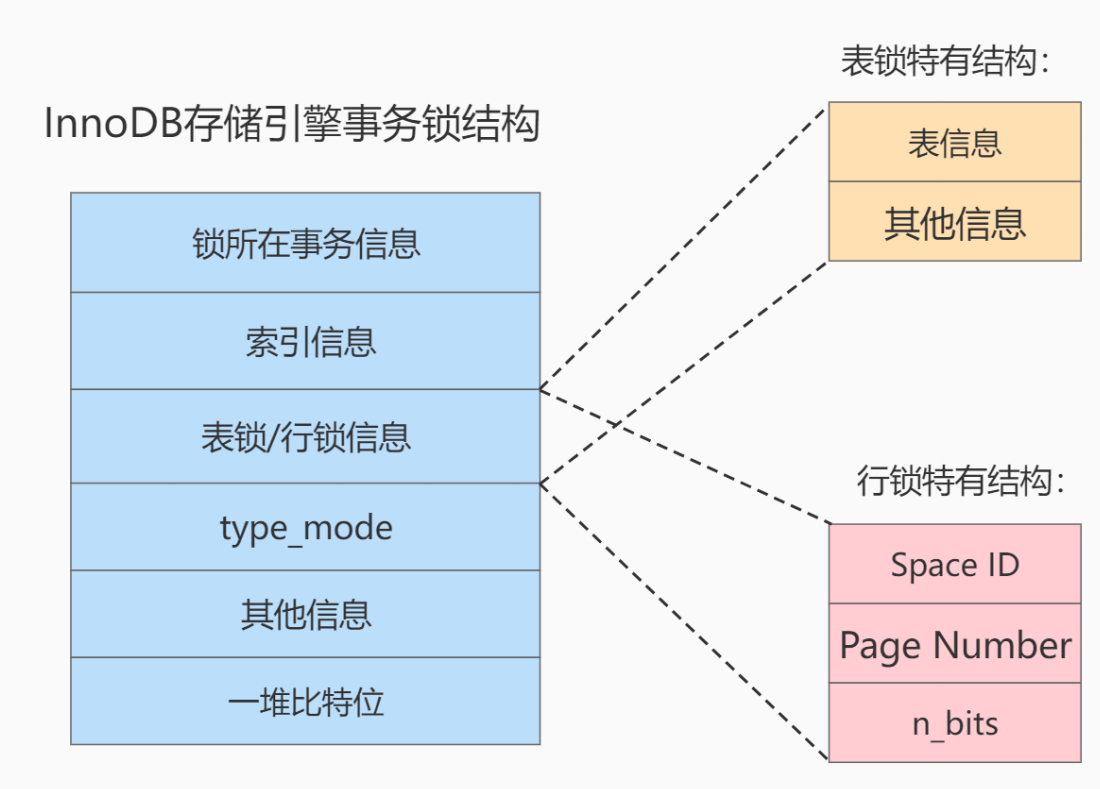 InnoDB存储引擎事务锁结构
锁所在事务信息
索引信息
表锁/行锁信息
type_mode
其他信息
一堆比特位
表锁特有结构：
表信息
其他信息
行锁特有结构：
Space ID
Page Number
n_bits